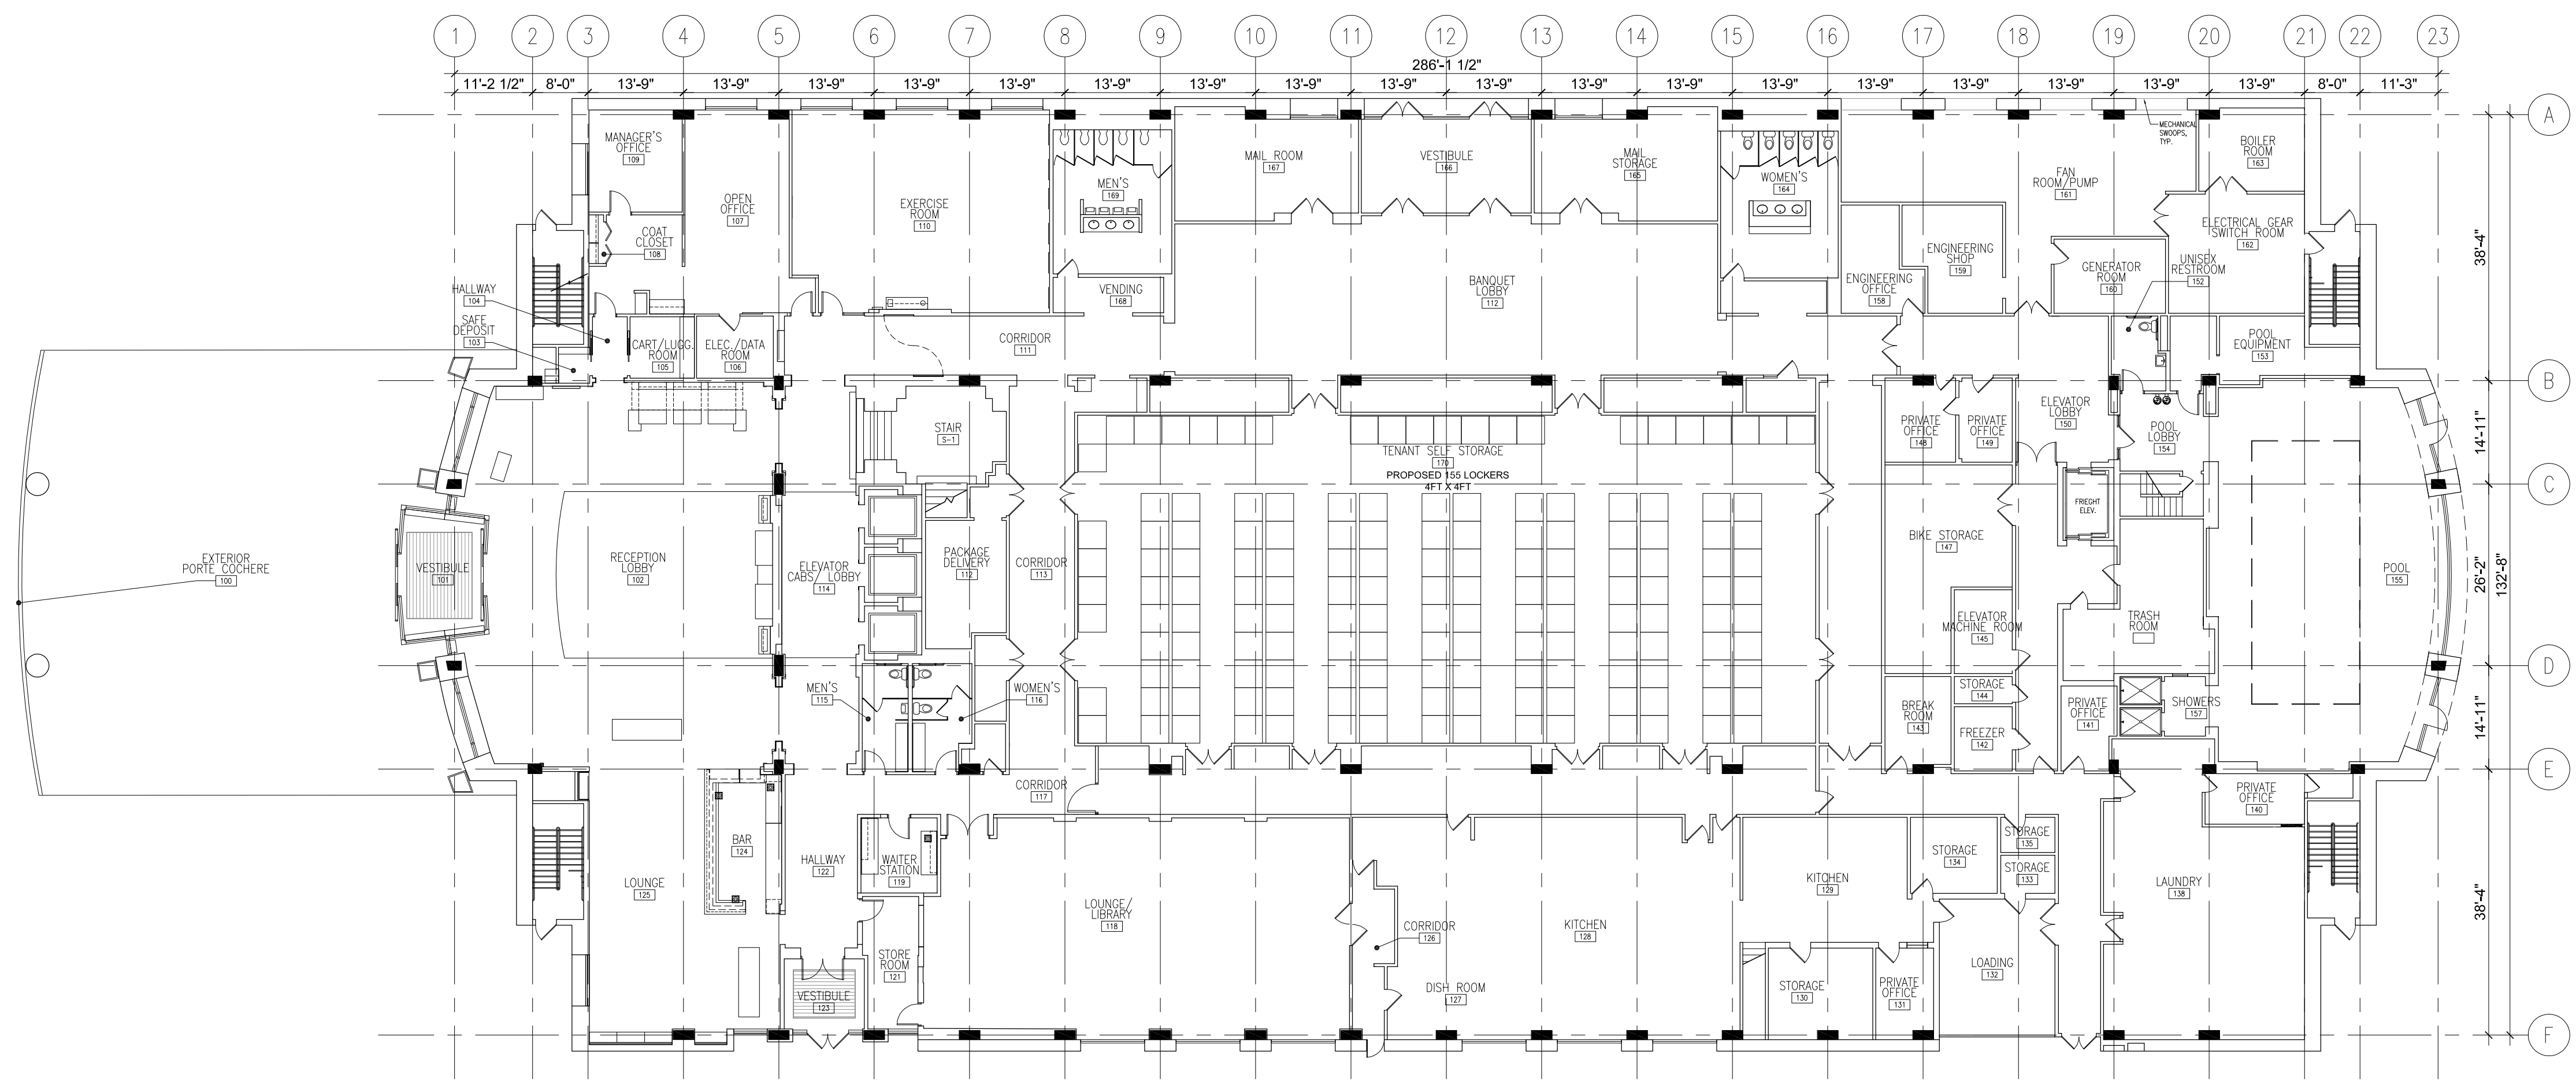 1 2 3 4 5 6 7 8 9 10 11 12 13 14 15 16 17 18 19 20 21 22 23
286'-1 1/2"
11'-2 1/2" 8'-0" 13'-9" 13'-9" 13'-9" 13'-9" 13'-9" 13'-9" 13'-9" 13'-9" 13'-9" 13'-9" 13'-9" 13'-9" 13'-9" 13'-9" 13'-9" 13'-9" 13'-9" 13'-9" 8'-0" 11'-3"
A
B
C
D
E
F
38'-4"
14'-11"
26'-2"
132'-8"
14'-11"
38'-4"
MECHANICAL
SWOOPS,
TYP.
MANAGER'S
OFFICE
109
OPEN
OFFICE
107
COAT
CLOSET
108
EXERCISE
ROOM
110
MEN'S
169
VENDING
168
MAIL ROOM
167
VESTIBULE
166
MAIL
STORAGE
165
WOMEN'S
164
FAN
ROOM/PUMP
161
BOILER
ROOM
163
ELECTRICAL GEAR
SWITCH ROOM
162
ENGINEERING
SHOP
159
ENGINEERING
OFFICE
158
GENERATOR
ROOM
160
UNISEX
RESTROOM
152
HALLWAY
104
SAFE
DEPOSIT
103
CART/LUGG.
ROOM
105
ELEC./DATA
ROOM
106
CORRIDOR
111
BANQUET
LOBBY
112
POOL
EQUIPMENT
153
STAIR
S-1
TENANT SELF STORAGE
170
PROPOSED 155 LOCKERS
4FT X 4FT
PRIVATE
OFFICE
148
PRIVATE
OFFICE
149
ELEVATOR
LOBBY
150
POOL
LOBBY
154
FRIEGHT
ELEV.
EXTERIOR
PORTE COCHERE
100
VESTIBULE
101
RECEPTION
LOBBY
102
ELEVATOR
CABS/ LOBBY
114
PACKAGE
DELIVERY
112
CORRIDOR
113
BIKE STORAGE
147
ELEVATOR
MACHINE ROOM
145
TRASH
ROOM
POOL
155
MEN'S
115
WOMEN'S
116
STORAGE
144
BREAK
ROOM
143
FREEZER
142
PRIVATE
OFFICE
141
SHOWERS
157
CORRIDOR
117
PRIVATE
OFFICE
140
BAR
124
LOUNGE
125
HALLWAY
122
WAITER
STATION
119
STORE
ROOM
121
VESTIBULE
123
LOUNGE/
LIBRARY
118
CORRIDOR
126
DISH ROOM
127
KITCHEN
128
KITCHEN
129
STORAGE
134
STORAGE
135
STORAGE
133
STORAGE
130
PRIVATE
OFFICE
131
LOADING
132
LAUNDRY
138